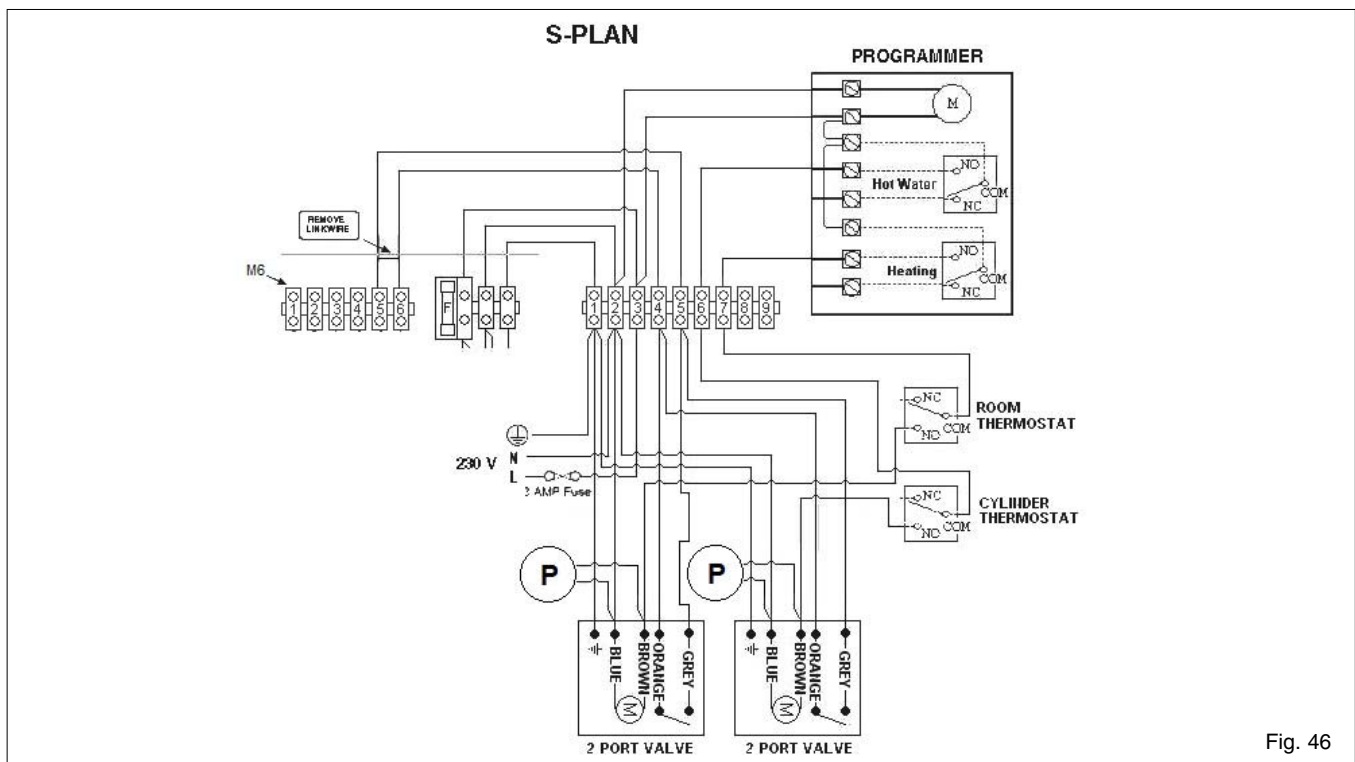 S-PLAN
PROGRAMMER
M
NO
Hot Water
COM
NC
NO
Heating
COM
NC
REMOVE
LINKWIRE
M6
1 2 3 4 5 6
F
1 2 3 4 5 6 7 8 9
NC
ROOM
THERMOSTAT
COM
NO
230 V
N
L
3 AMP Fuse
NC
CYLINDER
THERMOSTAT
COM
NO
P
P
BLUE
BROWN
ORANGE
GREY
M
BLUE
BROWN
ORANGE
GREY
M
2 PORT VALVE
2 PORT VALVE
Fig. 46